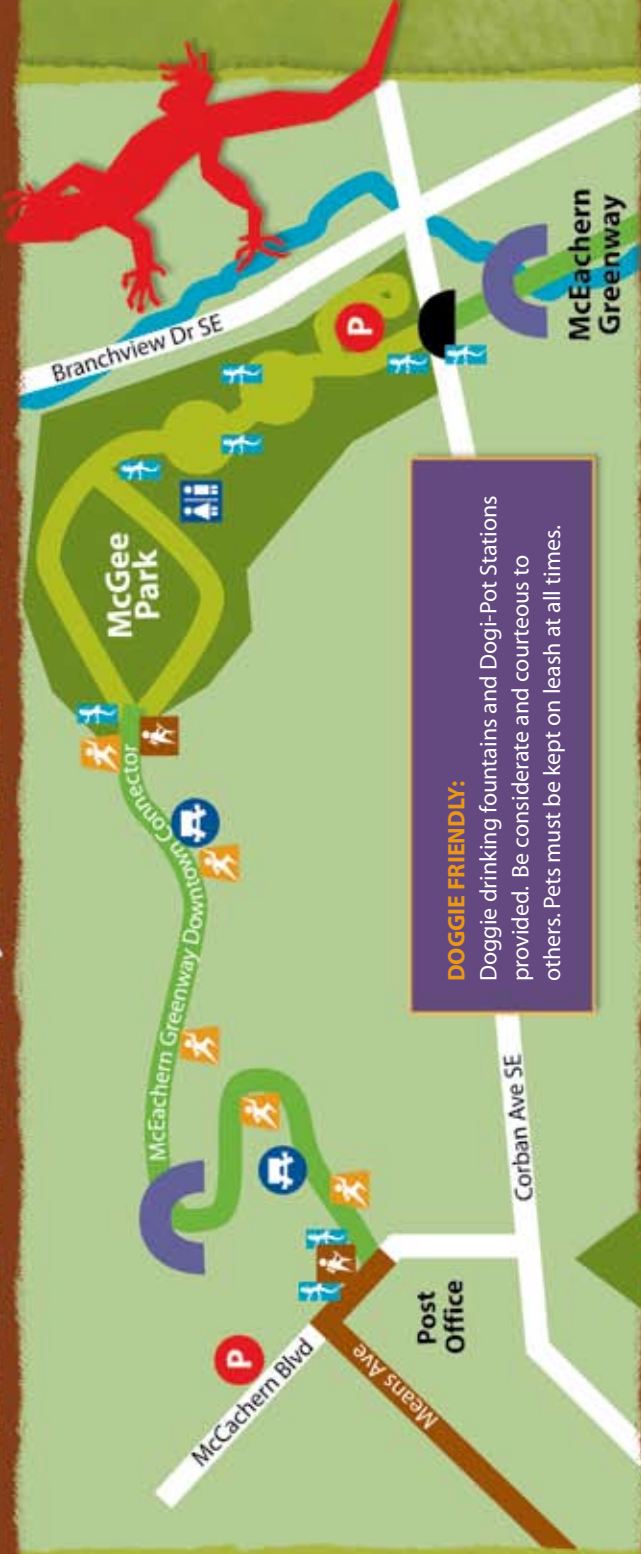 McCachern Blvd
P
Means Ave
Post
Office
McEachern Greenway Downtown Connector
Corban Ave SE
McGee
Park
Branchview Dr SE
P
McEachern
Greenway
DOGGIE FRIENDLY:
Doggie drinking fountains and Dogi-Pot Stations
provided. Be considerate and courteous to
others. Pets must be kept on leash at all times.